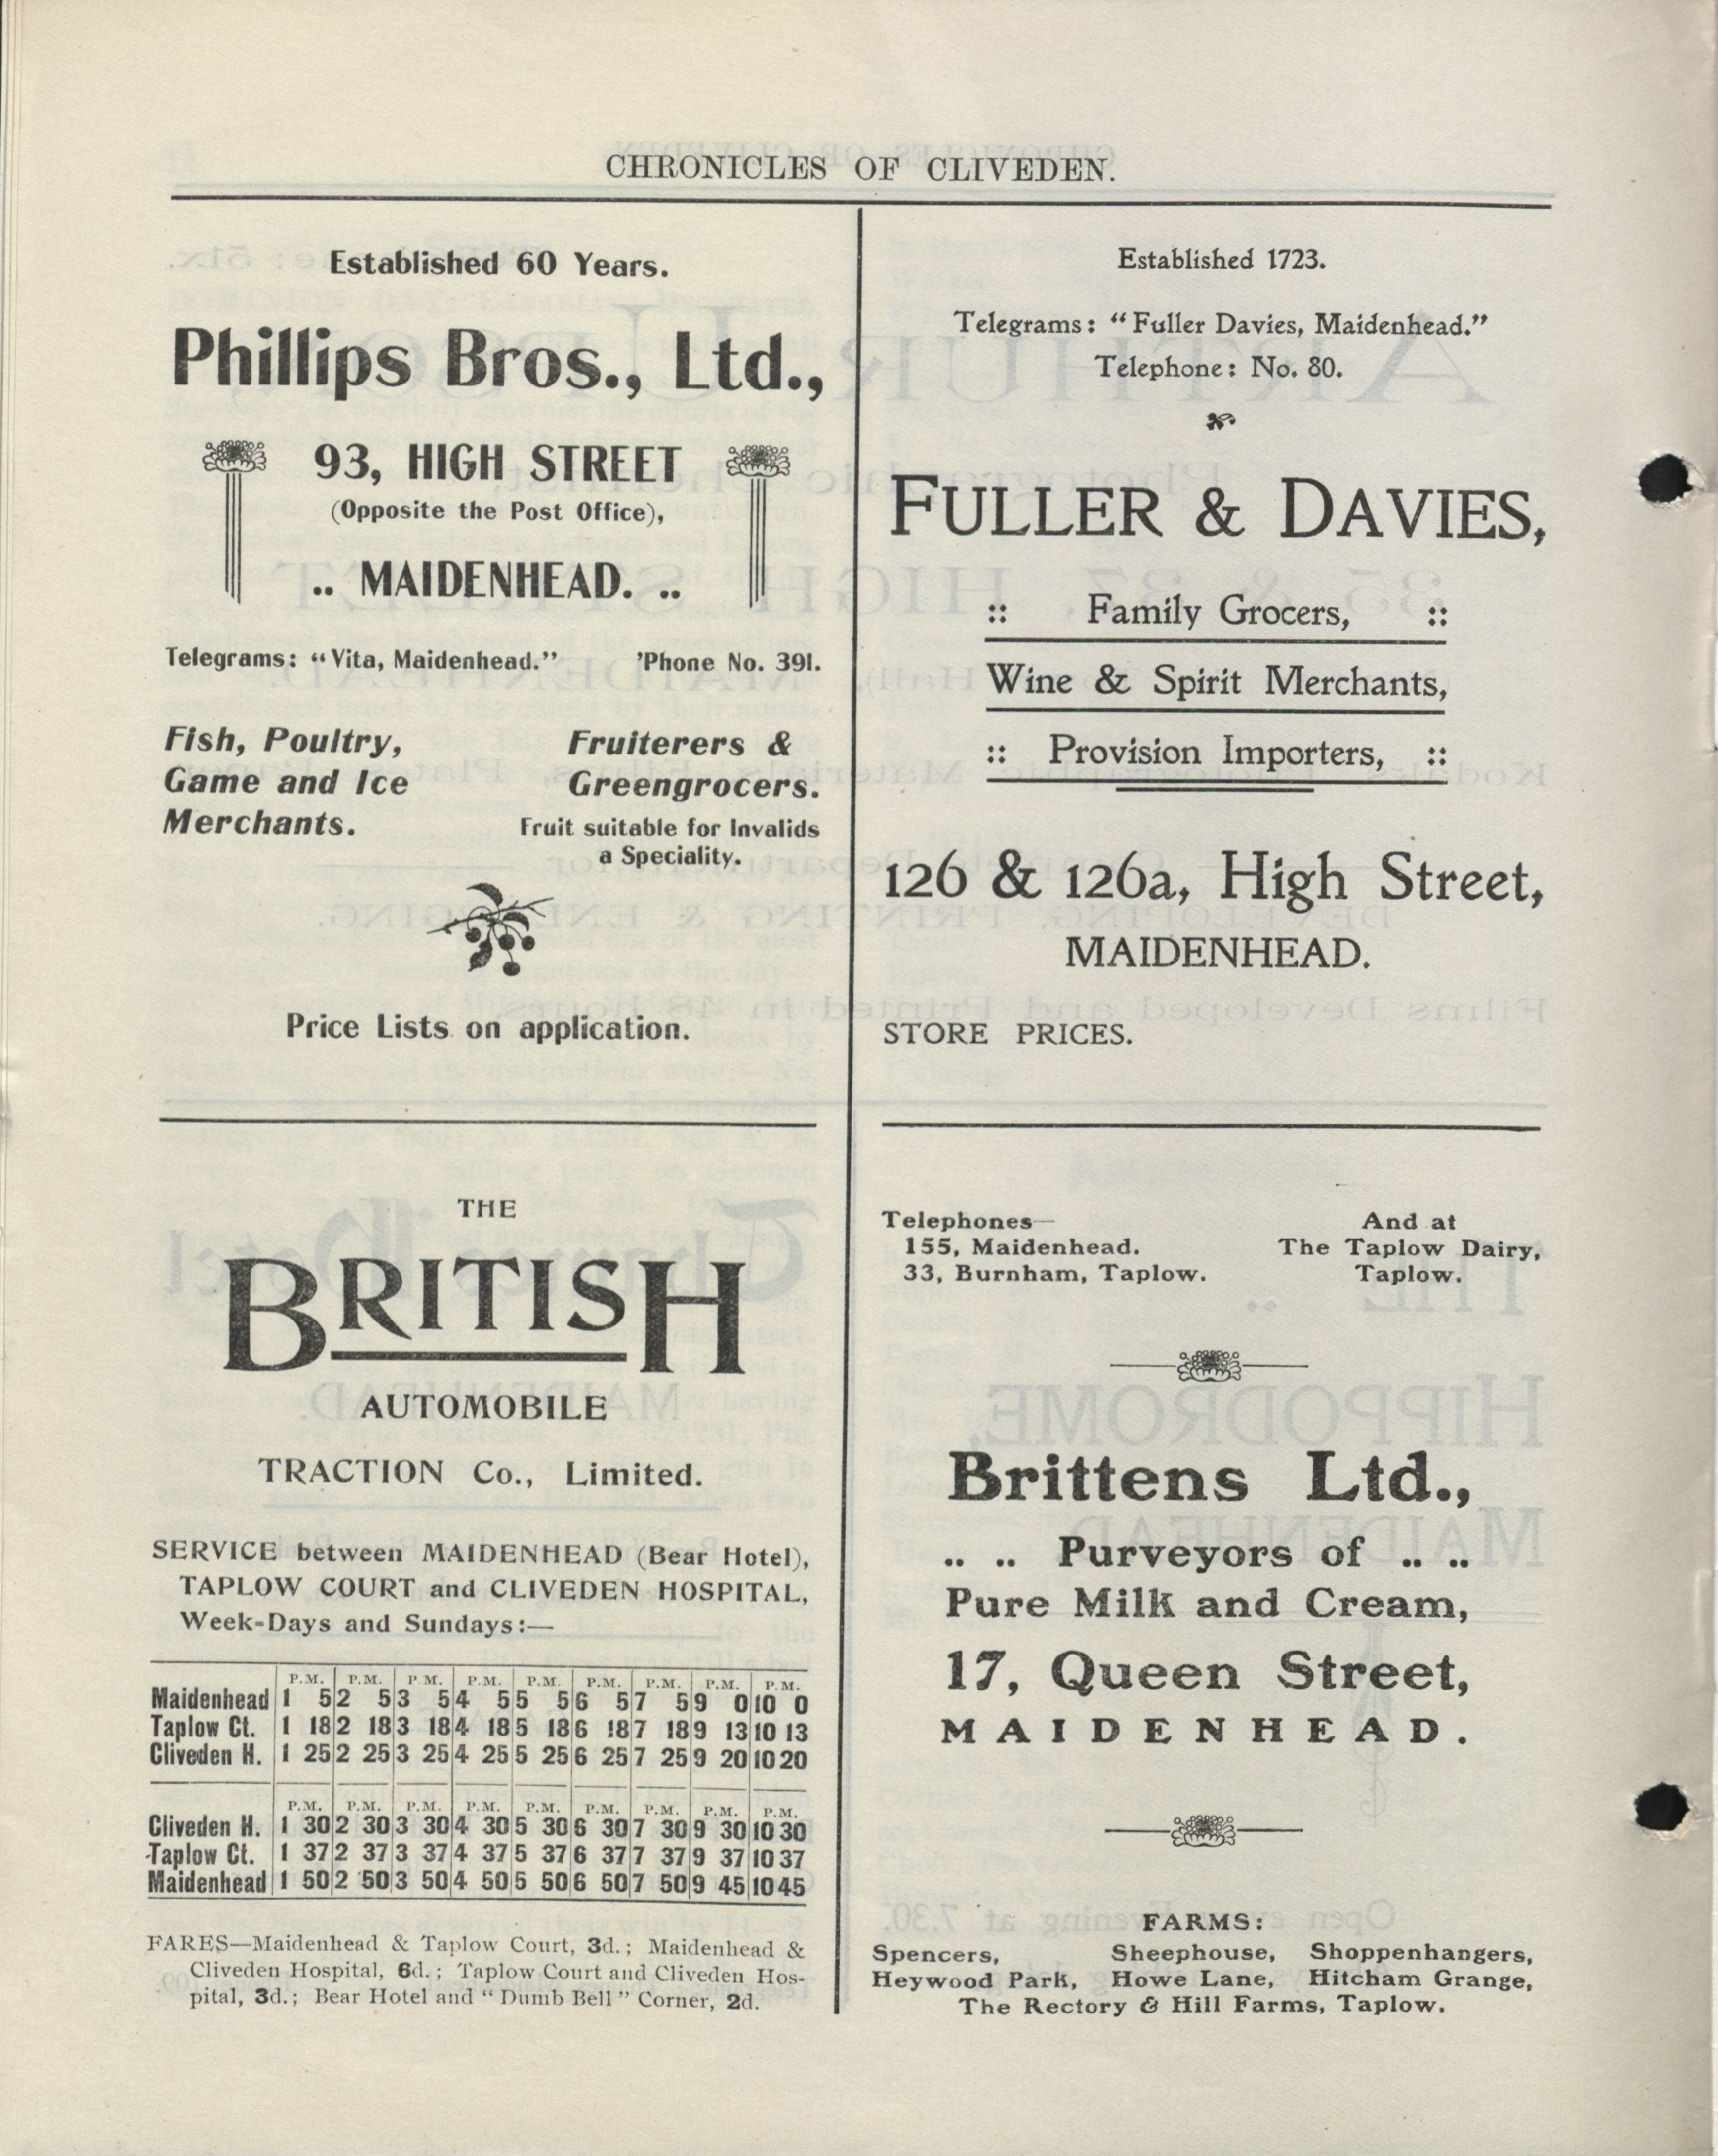 CHRONICLES OF CLIVEDEN.
Established 60 Years.
Phillips Bros., Ltd.,
93, HIGH STREET
(Opposite the Post Office),
.. MAIDENHEAD. ..
Telegrams: "Vita, Maidenhead." 'Phone No. 391.
Fish, Poultry,
Game and Ice
Merchants.
Fruiterers &
Greengrocers.
Fruit suitable for Invalids
a Speciality.
Price Lists on application.
Established 1723.
Telegrams: "Fuller Davies, Maidenhead."
Telephone: No. 80.
FULLER & DAVIES,
:: Family Grocers, ::
Wine & Spirit Merchants,
:: Provision Importers, ::
126 & 126a, High Street,
MAIDENHEAD.
STORE PRICES.
THE
BRITISH
AUTOMOBILE
TRACTION Co., Limited.
SERVICE between MAIDENHEAD (Bear Hotel),
TAPLOW COURT and CLIVEDEN HOSPITAL,
Week-Days and Sundays:—
P.M. P.M. P M. P.M. P.M. P.M. P.M. P.M. P.M.
Maidenhead 1 5 2 5 3 5 4 5 5 5 6 5 7 5 9 0 10 0
Taplow Ct. 1 18 2 18 3 18 4 18 5 18 6 18 7 18 9 13 10 13
Cliveden H. 1 25 2 25 3 25 4 25 5 25 6 25 7 25 9 20 10 20
P.M. P.M. P.M. P.M. P.M. P.M. P.M. P.M. P.M.
Cliveden H. 1 30 2 30 3 30 4 30 5 30 6 30 7 30 9 30 10 30
Taplow Ct. 1 37 2 37 3 37 4 37 5 37 6 37 7 37 9 37 10 37
Maidenhead 1 50 2 50 3 50 4 50 5 50 6 50 7 50 9 45 10 45
FARES—Maidenhead & Taplow Court, 3d.; Maidenhead &
Cliveden Hospital, 6d.; Taplow Court and Cliveden Hos-
pital, 3d.; Bear Hotel and "Dumb Bell" Corner, 2d.
Telephones—
155, Maidenhead.
33, Burnham, Taplow.
And at
The Taplow Dairy,
Taplow.
Brittens Ltd.,
.. .. Purveyors of .. ..
Pure Milk and Cream,
17, Queen Street,
MAIDENHEAD.
FARMS:
Spencers, Sheephouse, Shoppenhangers,
Heywood Park, Howe Lane, Hitcham Grange,
The Rectory & Hill Farms, Taplow.